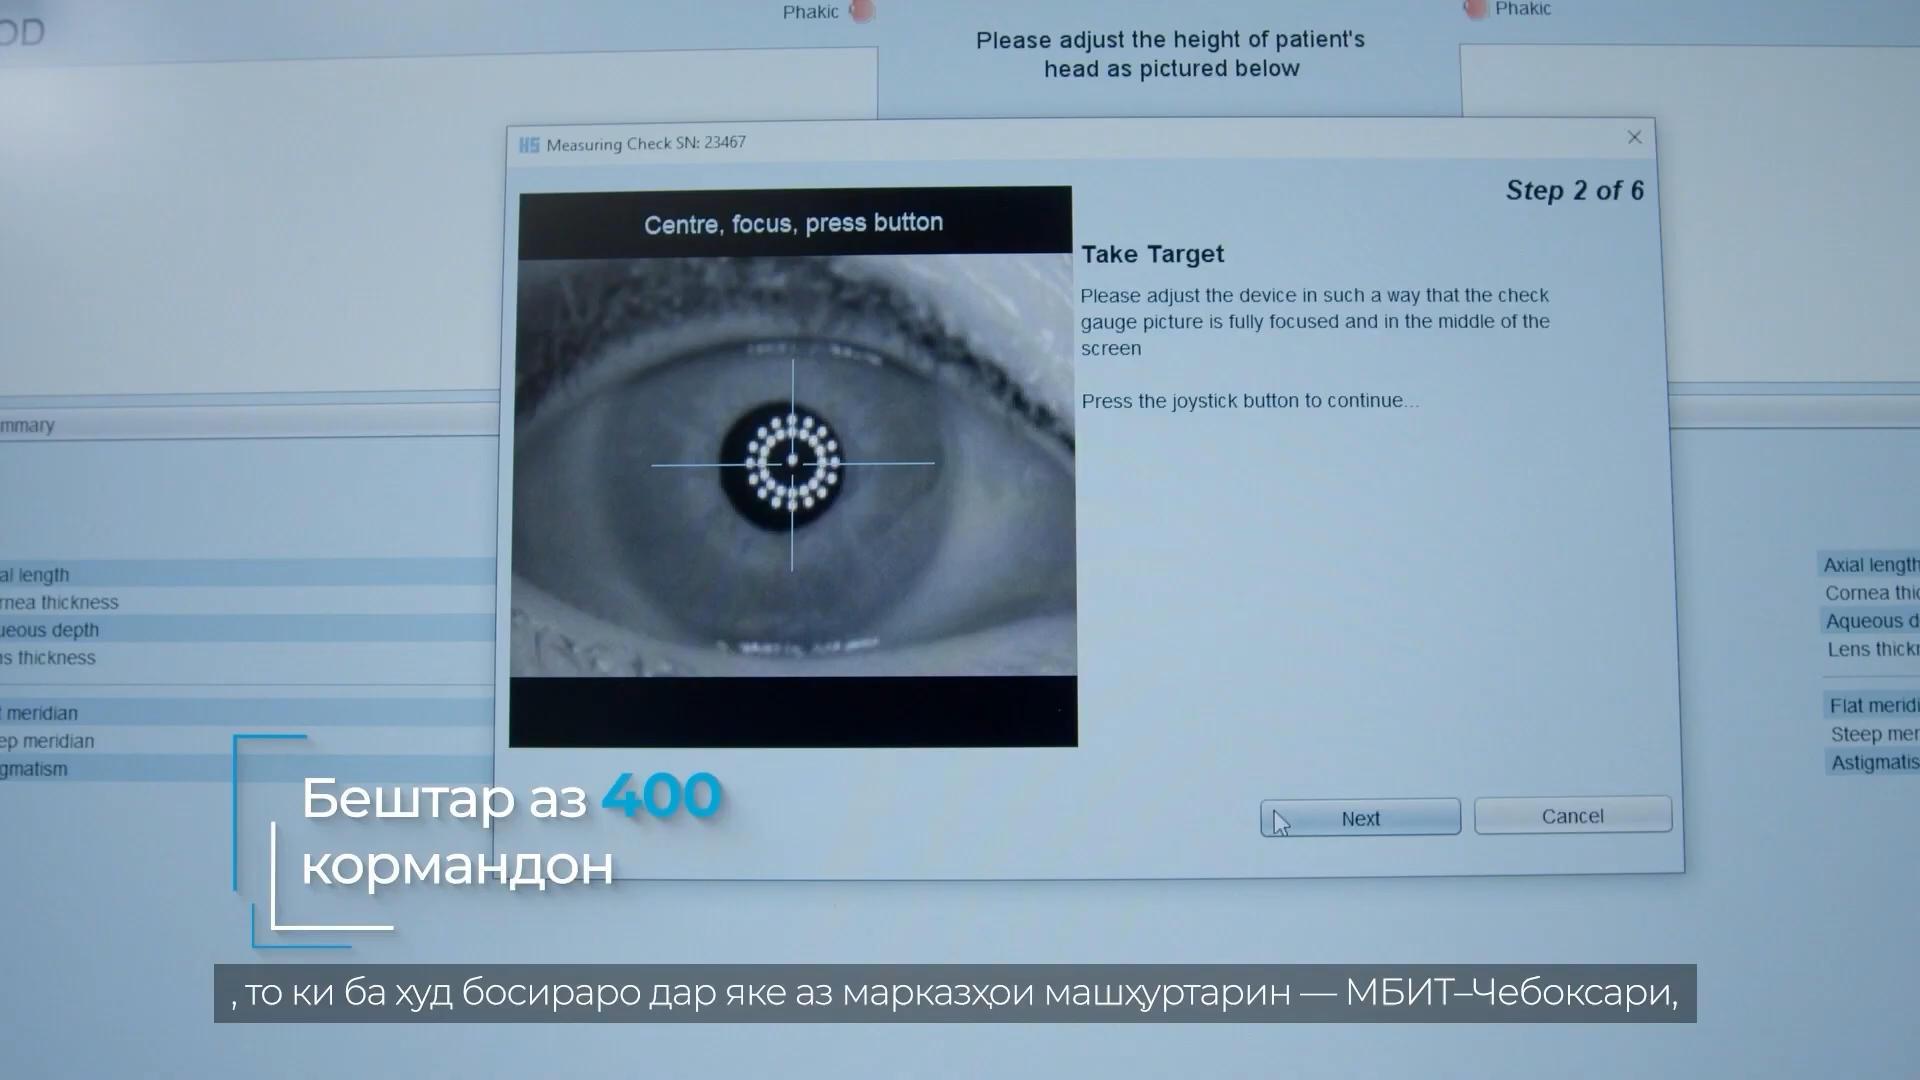 OD
Phakic
Please adjust the height of patient's
head as pictured below
Phakic
HS Measuring Check SN: 23467
Step 2 of 6
Centre, focus, press button
Take Target
Please adjust the device in such a way that the check
gauge picture is fully focused and in the middle of the
screen
Press the joystick button to continue...
mmary
al length
rnea thickness
ueous depth
ns thickness
t meridian
ep meridian
gmatism
Axial length
Cornea thic
Aqueous d
Lens thickn
Flat meridi
Steep mer
Astigmatis
Next
Cancel
Бештар аз 400
кормандон
, то ки ба худ босираро дар яке аз марказҳои машҳуртарин — МБИТ–Чебоксари,